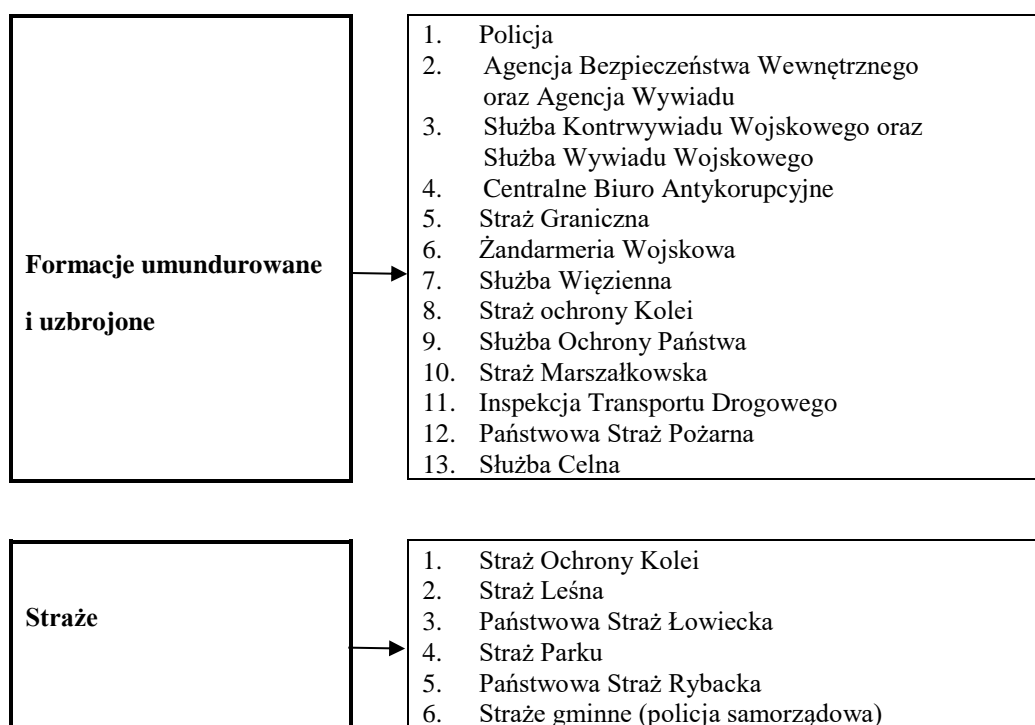 Formacje umundurowane
i uzbrojone
1. Policja
2. Agencja Bezpieczeństwa Wewnętrznego
oraz Agencja Wywiadu
3. Służba Kontrwywiadu Wojskowego oraz
Służba Wywiadu Wojskowego
4. Centralne Biuro Antykorupcyjne
5. Straż Graniczna
6. Żandarmeria Wojskowa
7. Służba Więzienna
8. Straż ochrony Kolei
9. Służba Ochrony Państwa
10. Straż Marszałkowska
11. Inspekcja Transportu Drogowego
12. Państwowa Straż Pożarna
13. Służba Celna
Straże
1. Straż Ochrony Kolei
2. Straż Leśna
3. Państwowa Straż Łowiecka
4. Straż Parku
5. Państwowa Straż Rybacka
6. Straże gminne (policja samorządowa)